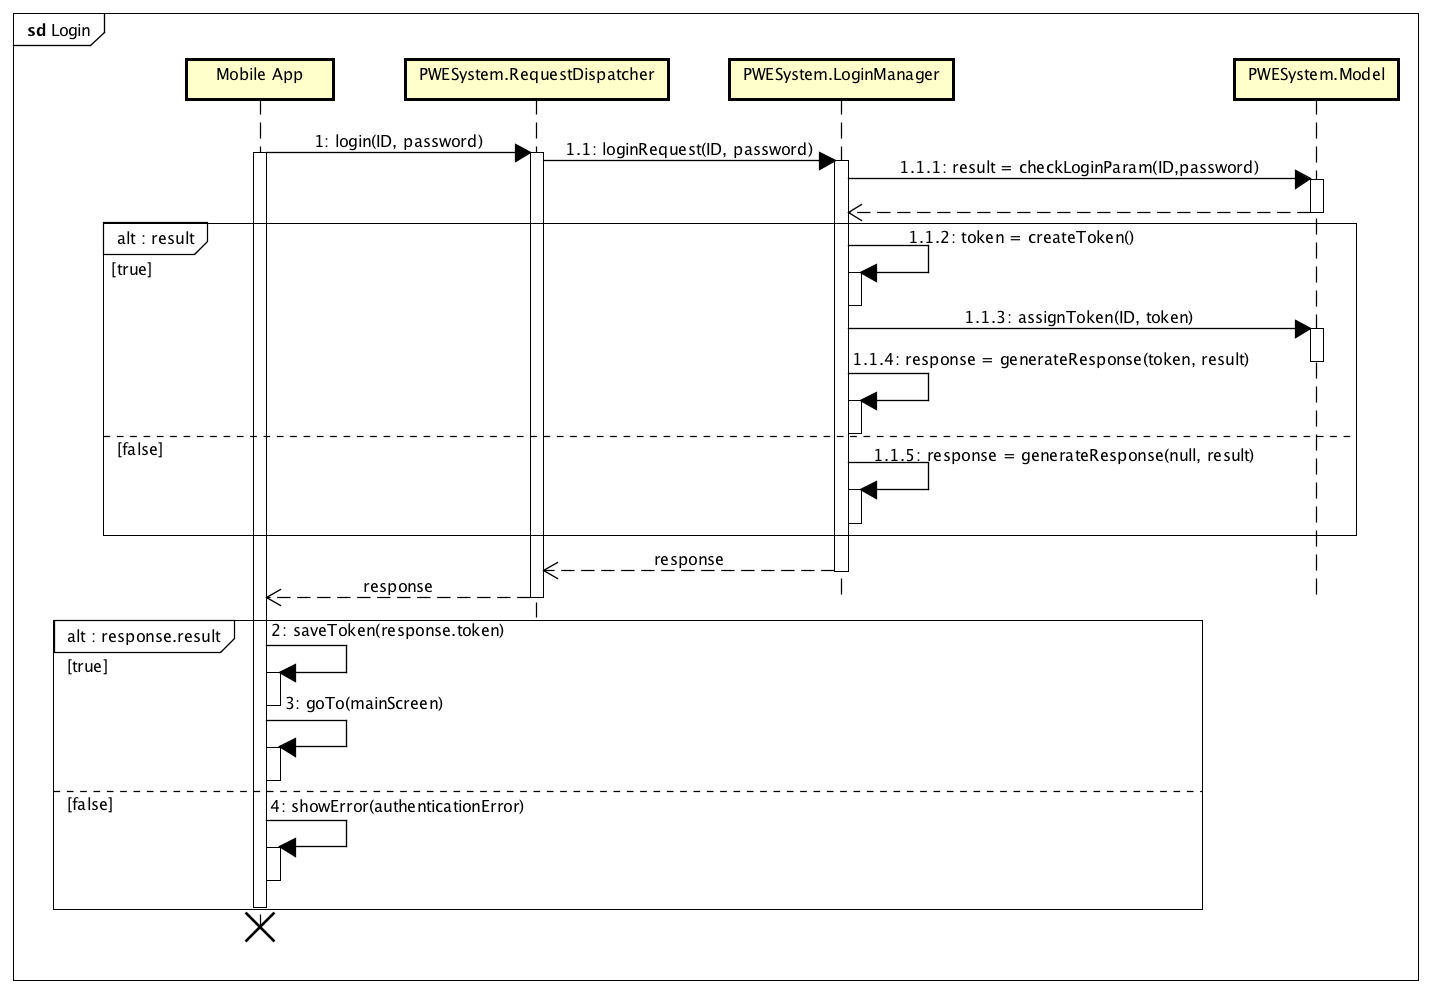 sd Login
Mobile App
PWESystem.RequestDispatcher
PWESystem.LoginManager
PWESystem.Model
1: login(ID, password)
1.1: loginRequest(ID, password)
1.1.1: result = checkLoginParam(ID,password)
alt : result
[true]
1.1.2: token = createToken()
1.1.3: assignToken(ID, token)
1.1.4: response = generateResponse(token, result)
[false]
1.1.5: response = generateResponse(null, result)
response
response
alt : response.result
[true]
2: saveToken(response.token)
3: goTo(mainScreen)
[false]
4: showError(authenticationError)